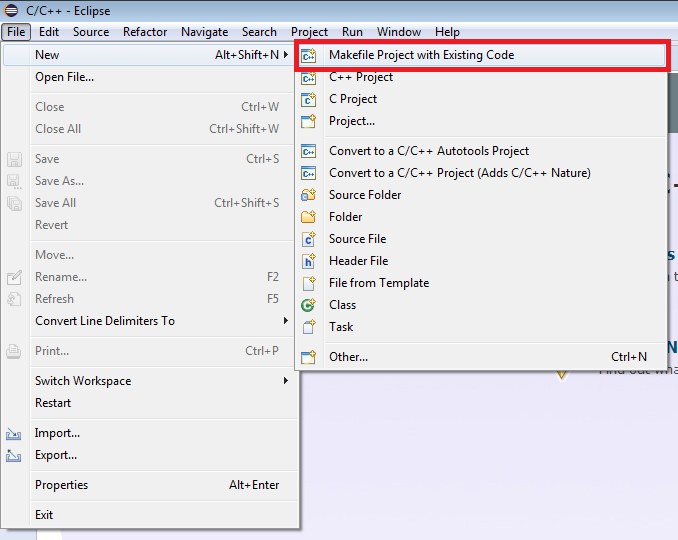 C/C++ - Eclipse
File Edit Source Refactor Navigate Search Project Run Window Help
New Alt+Shift+N
Open File...
Close Ctrl+W
Close All Ctrl+Shift+W
Save Ctrl+S
Save As...
Save All Ctrl+Shift+S
Revert
Move...
Rename... F2
Refresh F5
Convert Line Delimiters To
Print... Ctrl+P
Switch Workspace
Restart
Import...
Export...
Properties Alt+Enter
Exit
Makefile Project with Existing Code
C++ Project
C Project
Project...
Convert to a C/C++ Autotools Project
Convert to a C/C++ Project (Adds C/C++ Nature)
Source Folder
Folder
Source File
Header File
File from Template
Class
Task
Other... Ctrl+N
Find out wha